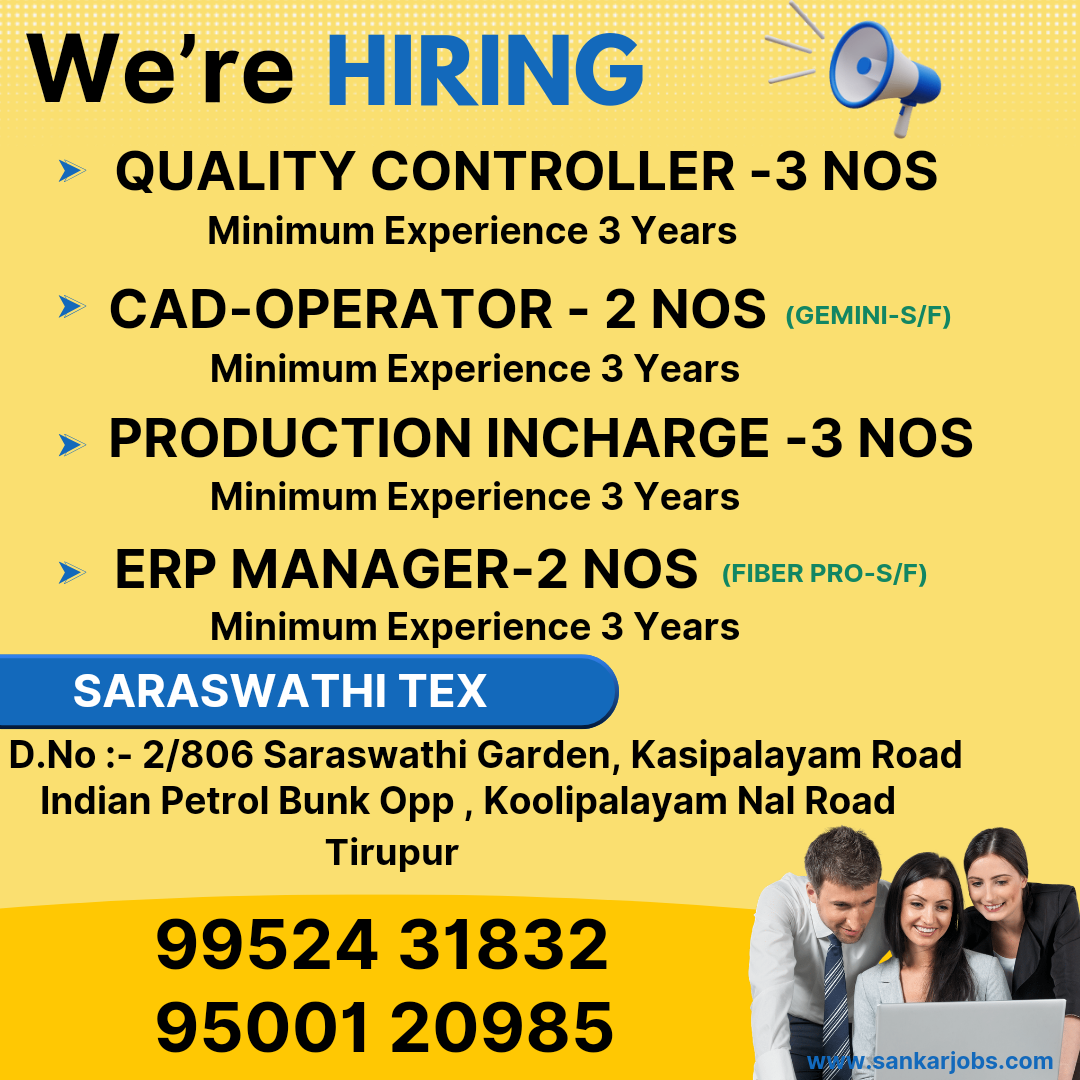 We're HIRING
QUALITY CONTROLLER -3 NOS
Minimum Experience 3 Years
CAD-OPERATOR - 2 NOS (GEMINI-S/F)
Minimum Experience 3 Years
PRODUCTION INCHARGE -3 NOS
Minimum Experience 3 Years
ERP MANAGER-2 NOS (FIBER PRO-S/F)
Minimum Experience 3 Years
SARASWATHI TEX
D.No :- 2/806 Saraswathi Garden, Kasipalayam Road
Indian Petrol Bunk Opp , Koolipalayam Nal Road
Tirupur
99524 31832
95001 20985
www.sankarjobs.com